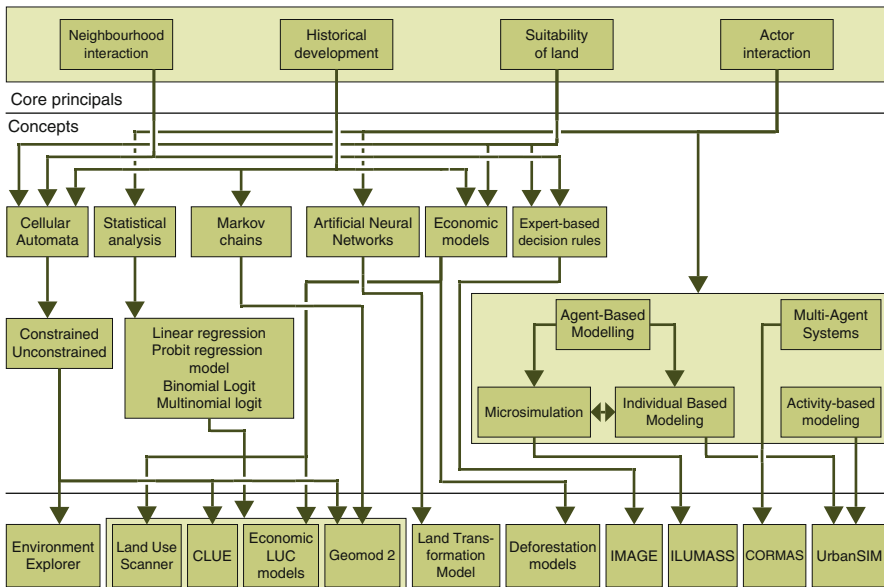 Neighbourhood
interaction
Historical
development
Suitability
of land
Actor
interaction
Core principals
Concepts
Cellular
Automata
Statistical
analysis
Markov
chains
Artificial Neural
Networks
Economic
models
Expert-based
decision rules
Constrained
Unconstrained
Linear regression
Probit regression
model
Binomial Logit
Multinomial logit
Agent-Based
Modelling
Multi-Agent
Systems
Microsimulation
Individual Based
Modeling
Activity-based
modeling
Environment
Explorer
Land Use
Scanner
CLUE
Economic
LUC
models
Geomod 2
Land Trans-
formation
Model
Deforestation
models
IMAGE
ILUMASS
CORMAS
UrbanSIM